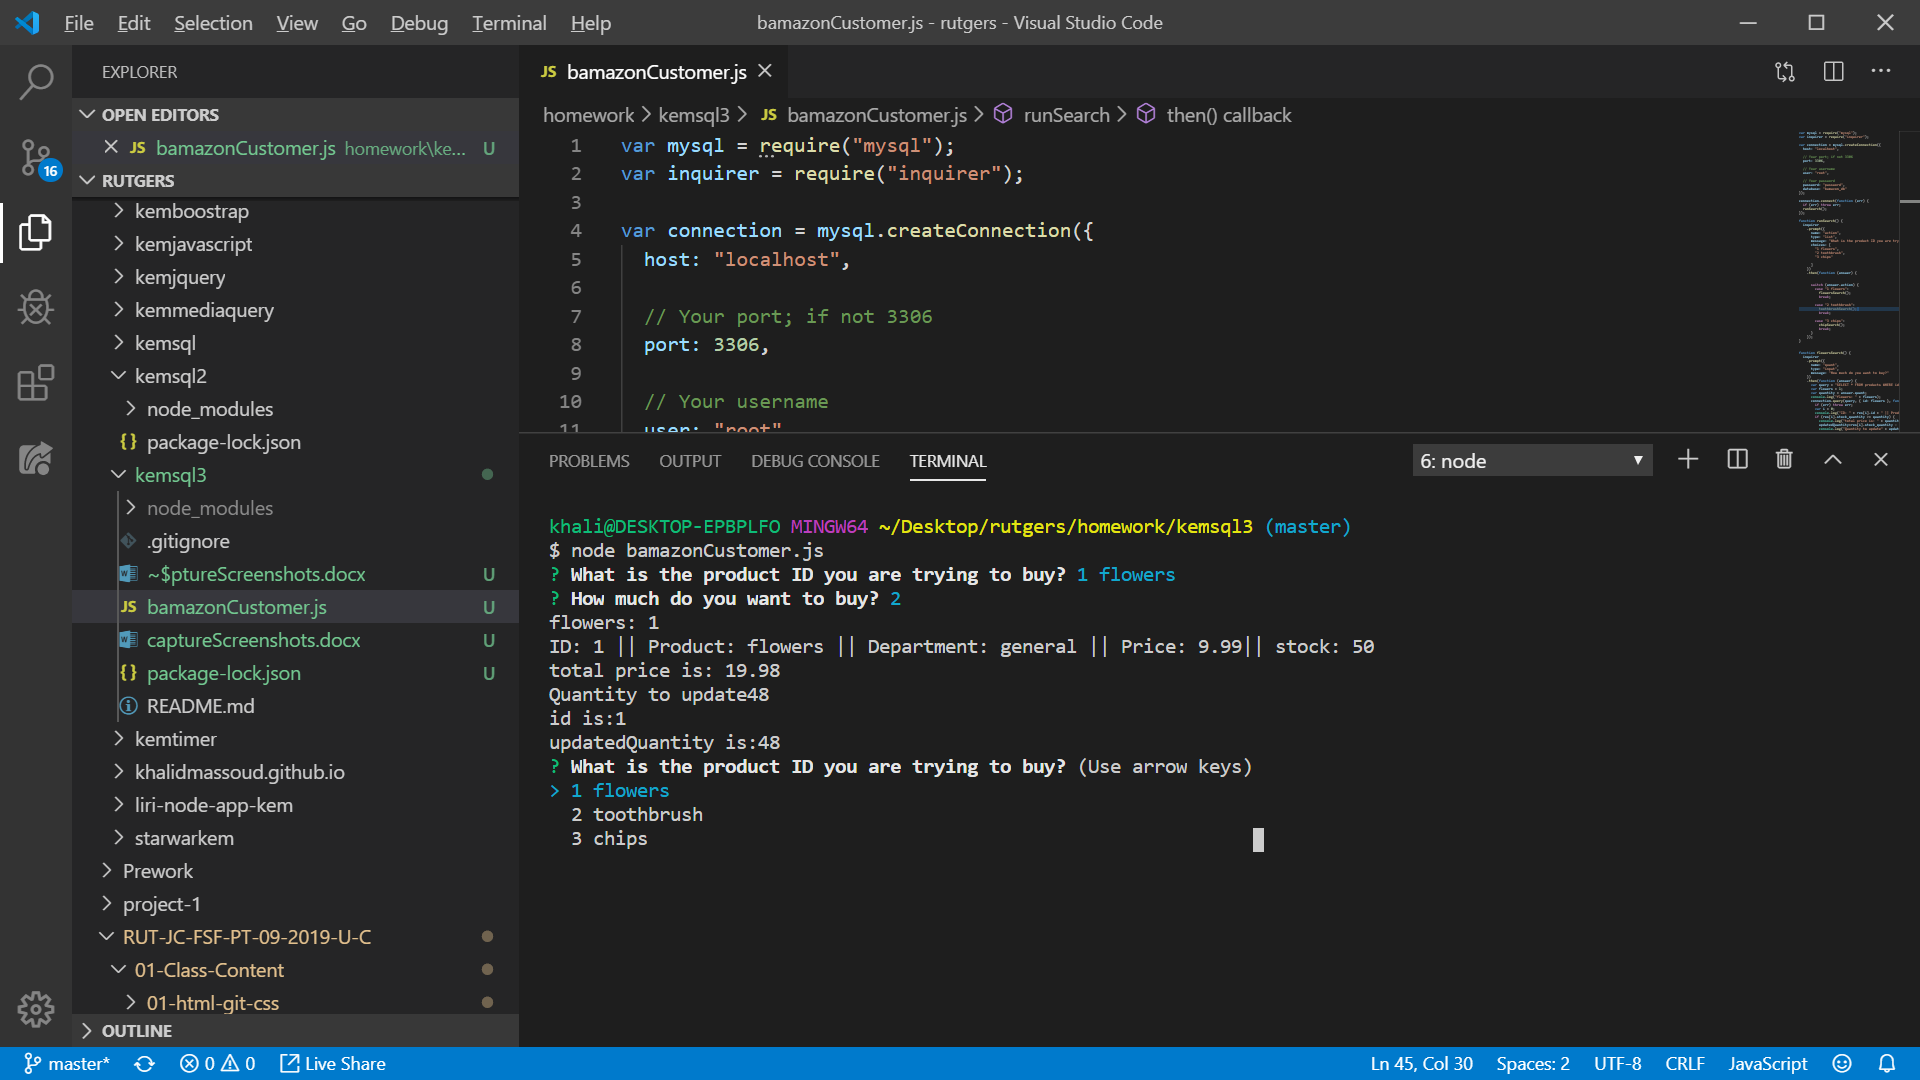 File Edit Selection View Go Debug Terminal Help
bamazonCustomer.js - rutgers - Visual Studio Code
EXPLORER
OPEN EDITORS
JS bamazonCustomer.js homework\ke... U
RUTGERS
kemboostrap
kemjavascript
kemjquery
kemmediaquery
kemsql
kemsql2
node_modules
{} package-lock.json
kemsql3
node_modules
.gitignore
~$ptureScreenshots.docx U
JS bamazonCustomer.js U
captureScreenshots.docx U
{} package-lock.json U
README.md
kemtimer
khalidmassoud.github.io
liri-node-app-kem
starwarkem
Prework
project-1
RUT-JC-FSF-PT-09-2019-U-C
01-Class-Content
01-html-git-css
OUTLINE
16
JS bamazonCustomer.js
homework > kemsql3 > JS bamazonCustomer.js > runSearch > then() callback
1 var mysql = require("mysql");
2 var inquirer = require("inquirer");
3
4 var connection = mysql.createConnection({
5 host: "localhost",
6
7 // Your port; if not 3306
8 port: 3306,
9
10 // Your username
11 user: "root"
PROBLEMS OUTPUT DEBUG CONSOLE TERMINAL
6: node
khali@DESKTOP-EPBPLFO MINGW64 ~/Desktop/rutgers/homework/kemsql3 (master)
$ node bamazonCustomer.js
? What is the product ID you are trying to buy? 1 flowers
? How much do you want to buy? 2
flowers: 1
ID: 1 || Product: flowers || Department: general || Price: 9.99|| stock: 50
total price is: 19.98
Quantity to update48
id is:1
updatedQuantity is:48
? What is the product ID you are trying to buy? (Use arrow keys)
> 1 flowers
2 toothbrush
3 chips
master* 0 0 Live Share
Ln 45, Col 30 Spaces: 2 UTF-8 CRLF JavaScript